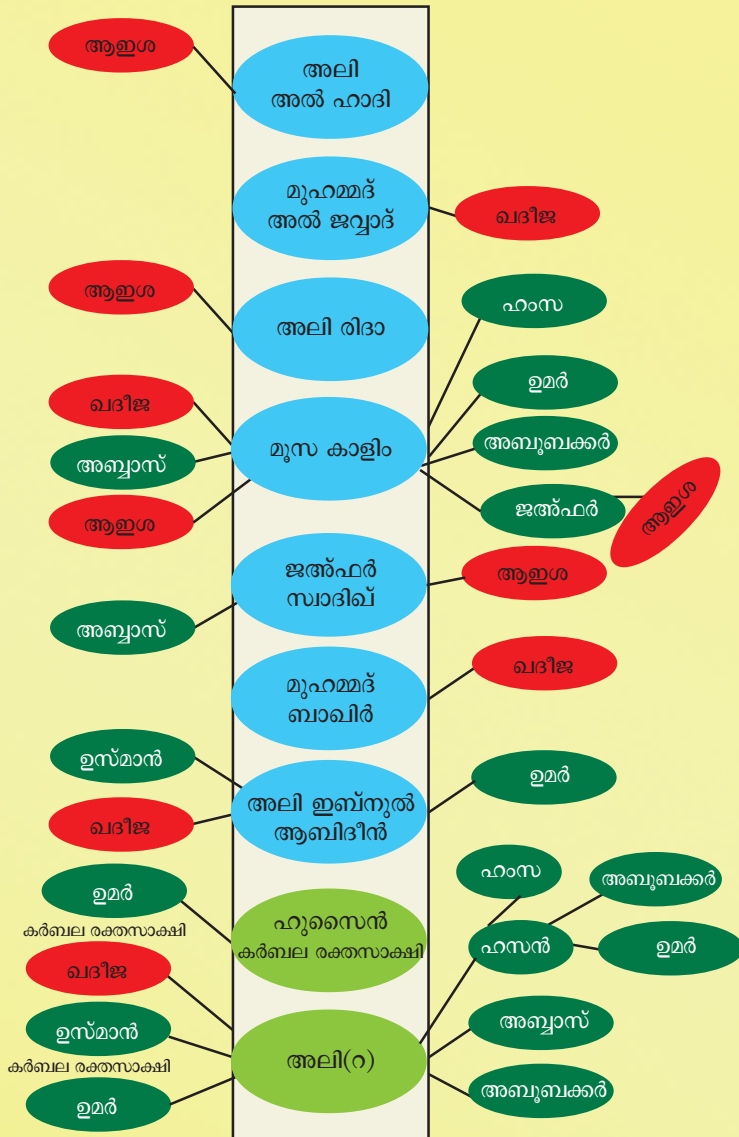 ആഇശ
അലി
അൽ ഹാദി
മുഹമ്മദ്
അൽ ജവ്വാദ്
ഖദീജ
ആഇശ
അലി രിദാ
ഹംസ
ഖദീജ
ഉമർ
അബ്ബാസ്
മൂസ കാളിം
അബൂബക്കർ
ആഇശ
ജഅ്ഫർ
ആഇശ
ജഅ്ഫർ
സ്വാദിഖ്
ആഇശ
അബ്ബാസ്
മുഹമ്മദ്
ബാഖിർ
ഖദീജ
ഉസ്മാൻ
ഖദീജ
അലി ഇബ്നുൽ
ആബിദീൻ
ഉമർ
ഉമർ
കർബല രക്തസാക്ഷി
ഹുസൈൻ
കർബല രക്തസാക്ഷി
ഹംസ
അബൂബക്കർ
ഹസൻ
ഉമർ
ഖദീജ
ഉസ്മാൻ
കർബല രക്തസാക്ഷി
ഉമർ
അലി(റ)
അബ്ബാസ്
അബൂബക്കർ